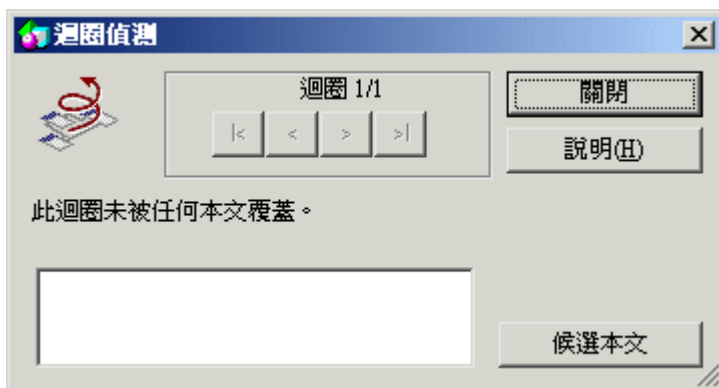 迴圈偵測
迴圈 1/1
|< < > >|
關閉
說明(H)
此迴圈未被任何本文覆蓋。
候選本文